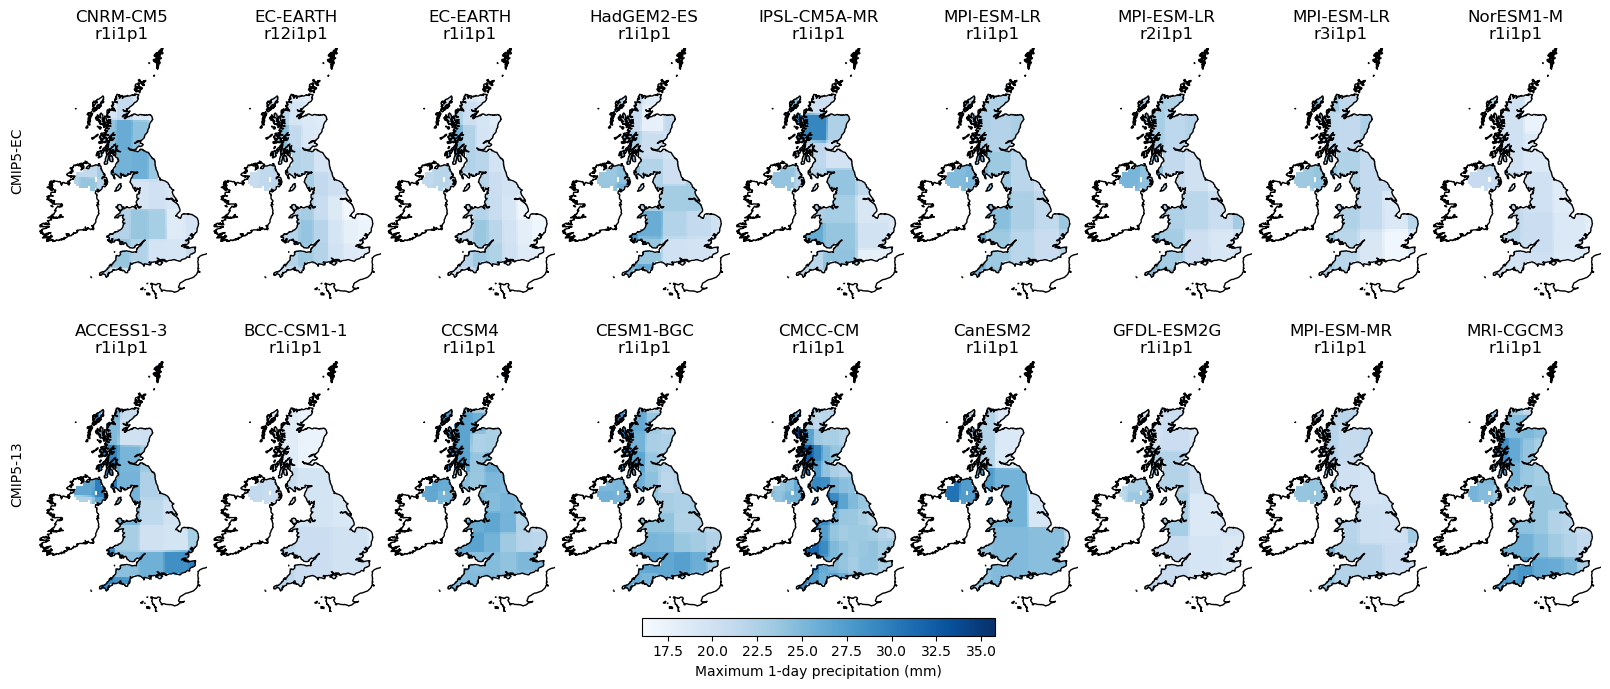 CNRM-CM5 EC-EARTH EC-EARTH HadGEM2-ES IPSL-CM5A-MR MPI-ESM-LR MPI-ESM-LR MPI-ESM-LR NorESM1-M
r1i1p1 r12i1p1 r1i1p1 r1i1p1 r1i1p1 r1i1p1 r2i1p1 r3i1p1 r1i1p1
CMIP5-EC
ACCESS1-3 BCC-CSM1-1 CCSM4 CESM1-BGC CMCC-CM CanESM2 GFDL-ESM2G MPI-ESM-MR MRI-CGCM3
r1i1p1 r1i1p1 r1i1p1 r1i1p1 r1i1p1 r1i1p1 r1i1p1 r1i1p1 r1i1p1
CMIP5-13
17.5 20.0 22.5 25.0 27.5 30.0 32.5 35.0
Maximum 1-day precipitation (mm)